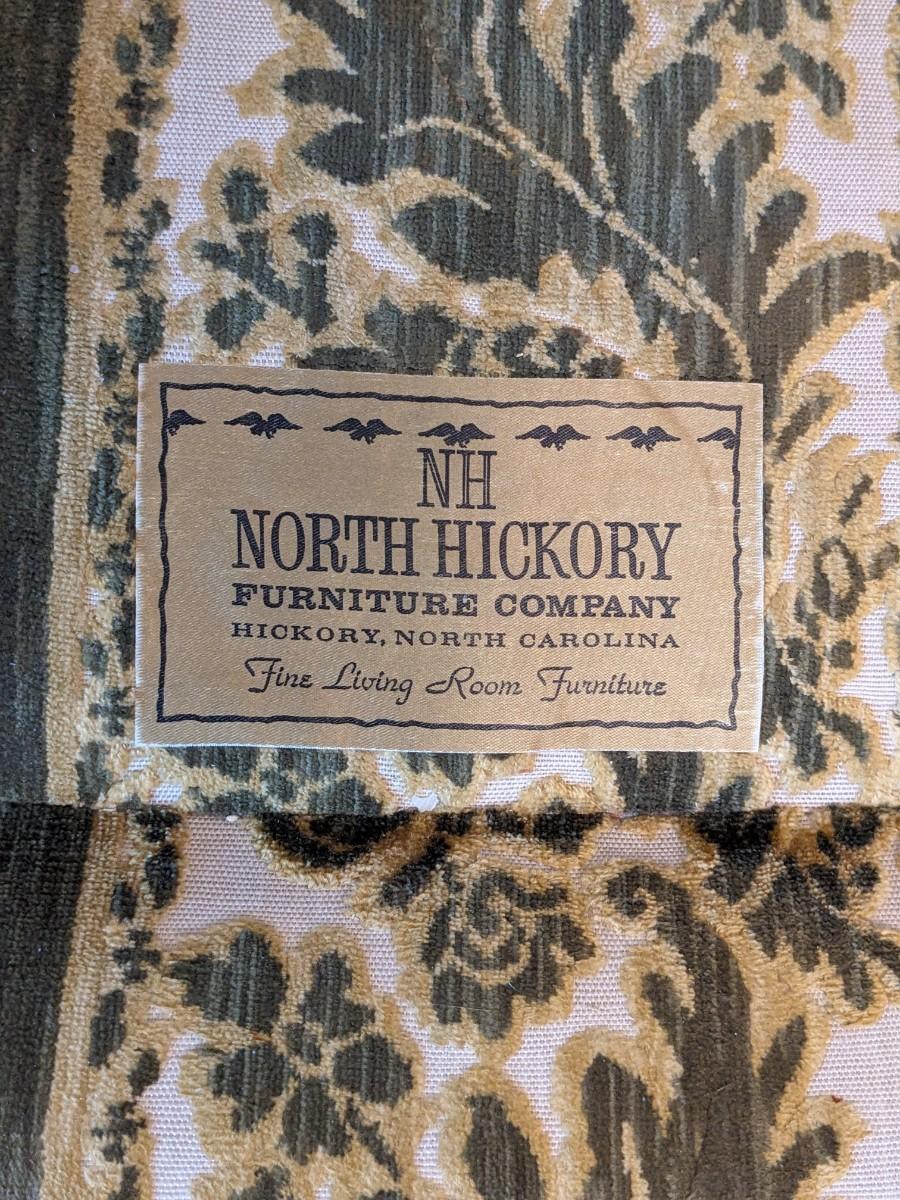 NH
NORTH HICKORY
FURNITURE COMPANY
HICKORY, NORTH CAROLINA
Fine Living Room Furniture